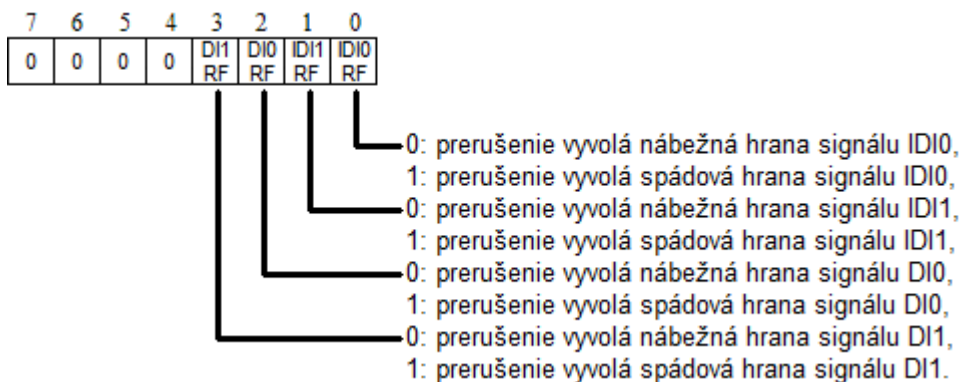 7 6 5 4 3 2 1 0
0 0 0 0 DI1 DI0 IDI1 IDI0
RF RF RF RF
0: prerušenie vyvolá nábežná hrana signálu IDI0,
1: prerušenie vyvolá spádová hrana signálu IDI0,
0: prerušenie vyvolá nábežná hrana signálu IDI1,
1: prerušenie vyvolá spádová hrana signálu IDI1,
0: prerušenie vyvolá nábežná hrana signálu DI0,
1: prerušenie vyvolá spádová hrana signálu DI0,
0: prerušenie vyvolá nábežná hrana signálu DI1,
1: prerušenie vyvolá spádová hrana signálu DI1.